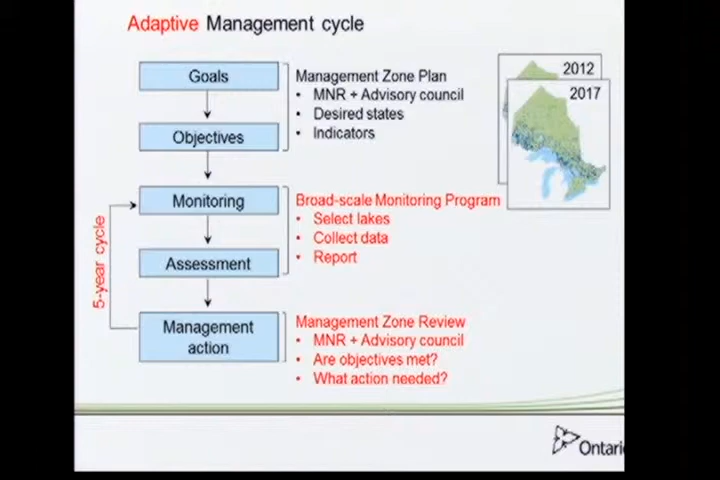 Adaptive Management cycle
Goals
Objectives
Monitoring
Assessment
Management
action
5-year cycle
Management Zone Plan
• MNR + Advisory council
• Desired states
• Indicators
Broad-scale Monitoring Program
• Select lakes
• Collect data
• Report
Management Zone Review
• MNR + Advisory council
• Are objectives met?
• What action needed?
2012
2017
Ontario